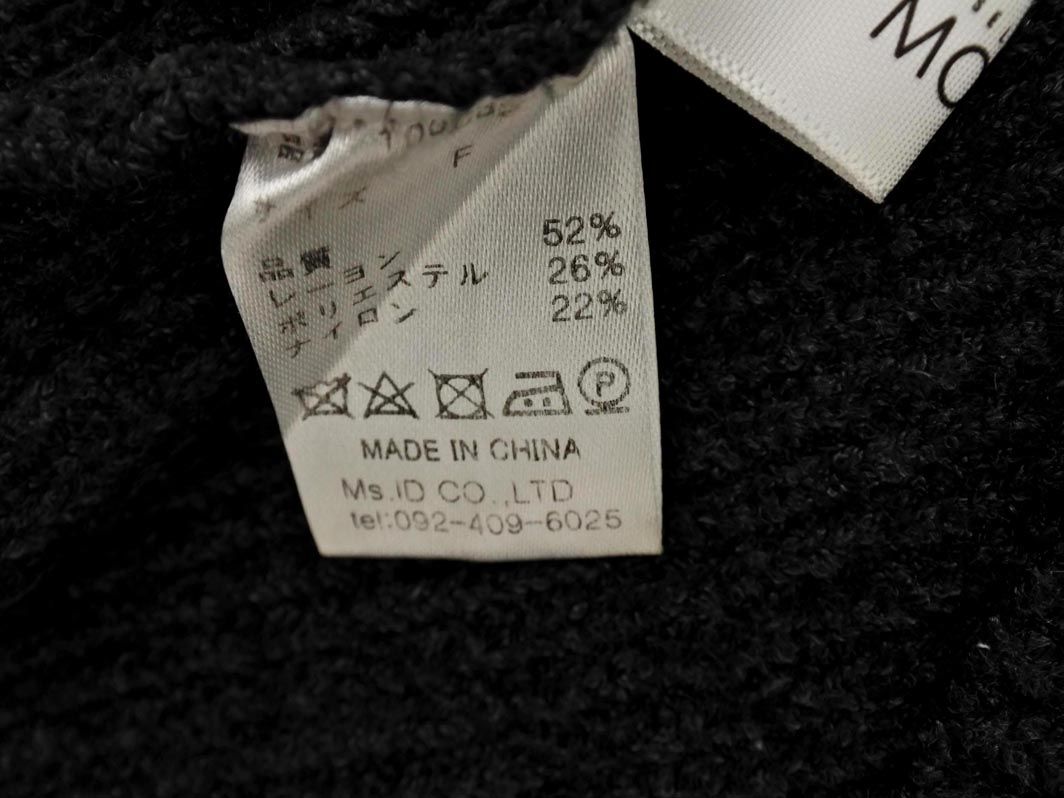 MO
サイズ F
品質
レーヨン 52%
ポリエステル 26%
ナイロン 22%
P
MADE IN CHINA
Ms.ID CO.,LTD
tel:092-409-6025